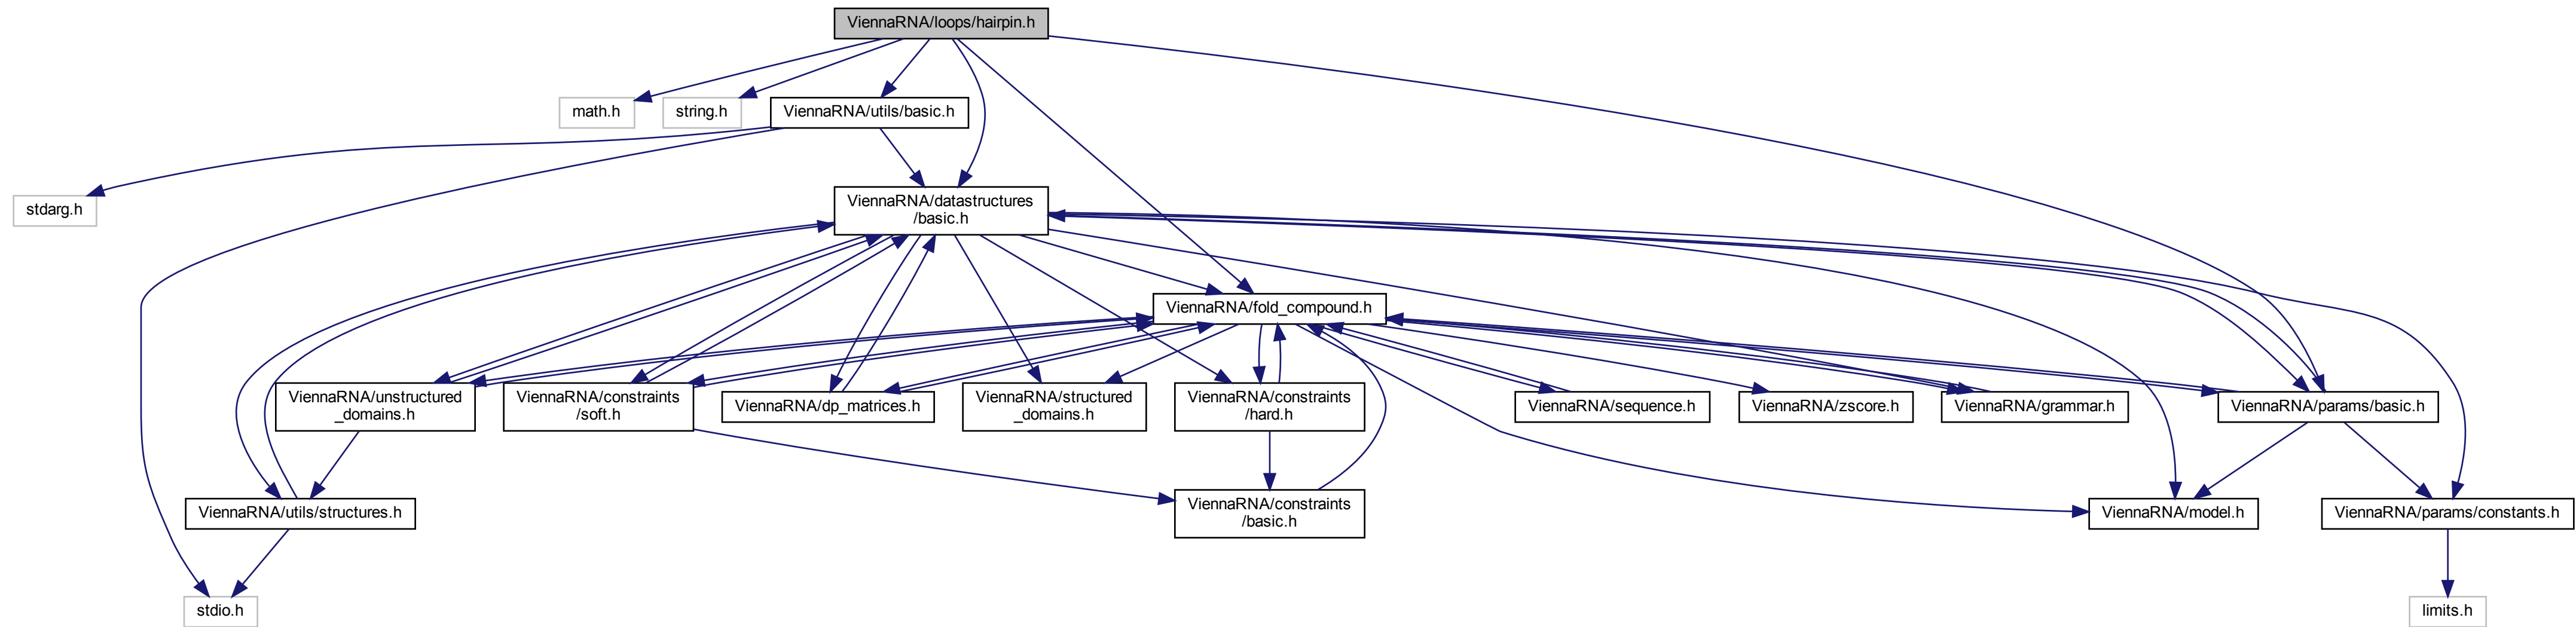 ViennaRNA/loops/hairpin.h
math.h
string.h
ViennaRNA/utils/basic.h
stdarg.h
ViennaRNA/datastructures
/basic.h
ViennaRNA/fold_compound.h
ViennaRNA/unstructured
_domains.h
ViennaRNA/constraints
/soft.h
ViennaRNA/dp_matrices.h
ViennaRNA/structured
_domains.h
ViennaRNA/constraints
/hard.h
ViennaRNA/sequence.h
ViennaRNA/zscore.h
ViennaRNA/grammar.h
ViennaRNA/params/basic.h
ViennaRNA/utils/structures.h
ViennaRNA/constraints
/basic.h
ViennaRNA/model.h
ViennaRNA/params/constants.h
stdio.h
limits.h